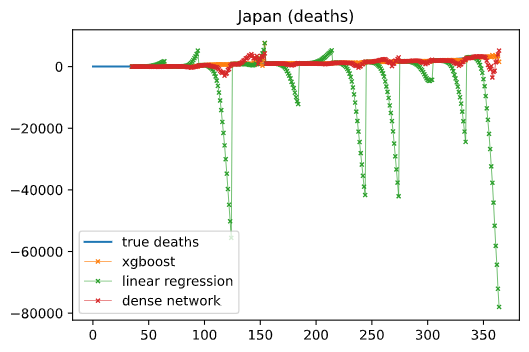 Japan (deaths)
0
−20000
−40000
−60000
−80000
true deaths
xgboost
linear regression
dense network
0 50 100 150 200 250 300 350